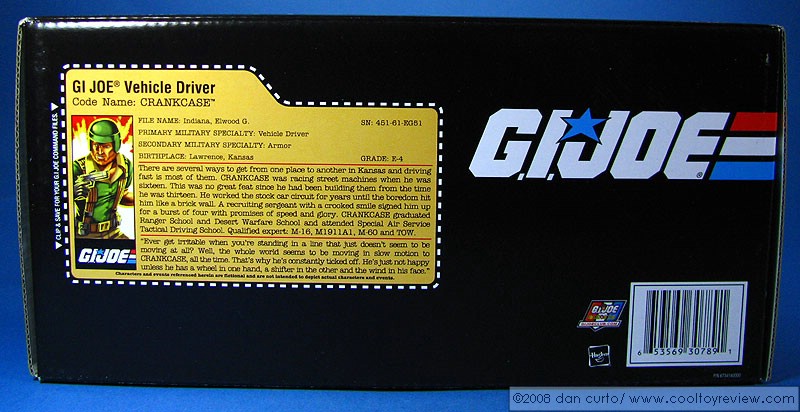 CLIP & SAVE FOR YOUR G.I. JOE COMMAND FILES.
GI JOE® Vehicle Driver
Code Name: CRANKCASE™
FILE NAME: Indiana, Elwood G. SN: 451-61-EG51
PRIMARY MILITARY SPECIALTY: Vehicle Driver
SECONDARY MILITARY SPECIALTY: Armor
BIRTHPLACE: Lawrence, Kansas GRADE: E-4
There are several ways to get from one place to another in Kansas and driving
fast is most of them. CRANKCASE was racing street machines when he was
sixteen. This was no great feat since he had been building them from the time
he was thirteen. He worked the stock car circuit for years until the boredom hit
him like a brick wall. A recruiting sergeant with a crooked smile signed him up
for a burst of four with promises of speed and glory. CRANKCASE graduated
Ranger School and Desert Warfare School and attended Special Air Service
Tactical Driving School. Qualified expert: M-16, M1911A1, M-60 and TOW.
"Ever get irritable when you're standing in a line that just doesn't seem to be
moving at all? Well, the whole world seems to be moving in slow motion to
CRANKCASE, all the time. That's why he's constantly ticked off. He's just not happy
unless he has a wheel in one hand, a shifter in the other and the wind in his face."
Characters and events referenced herein are fictional and are not intended to depict actual characters and events.
G.I. JOE
G.I. JOE®
G.I. JOE
Hasbro
6 53569 30789 1
©2008 dan curto/ www.cooltoyreview.com